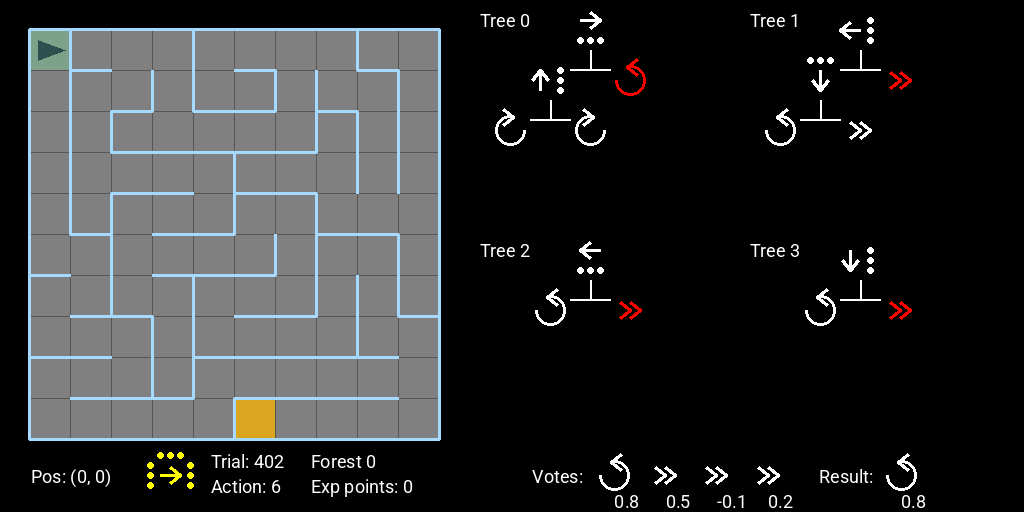 Tree 0
Tree 1
Tree 2
Tree 3
Pos: (0, 0)
Trial: 402
Forest 0
Action: 6
Exp points: 0
Votes:
0.8
0.5
-0.1
0.2
Result:
0.8